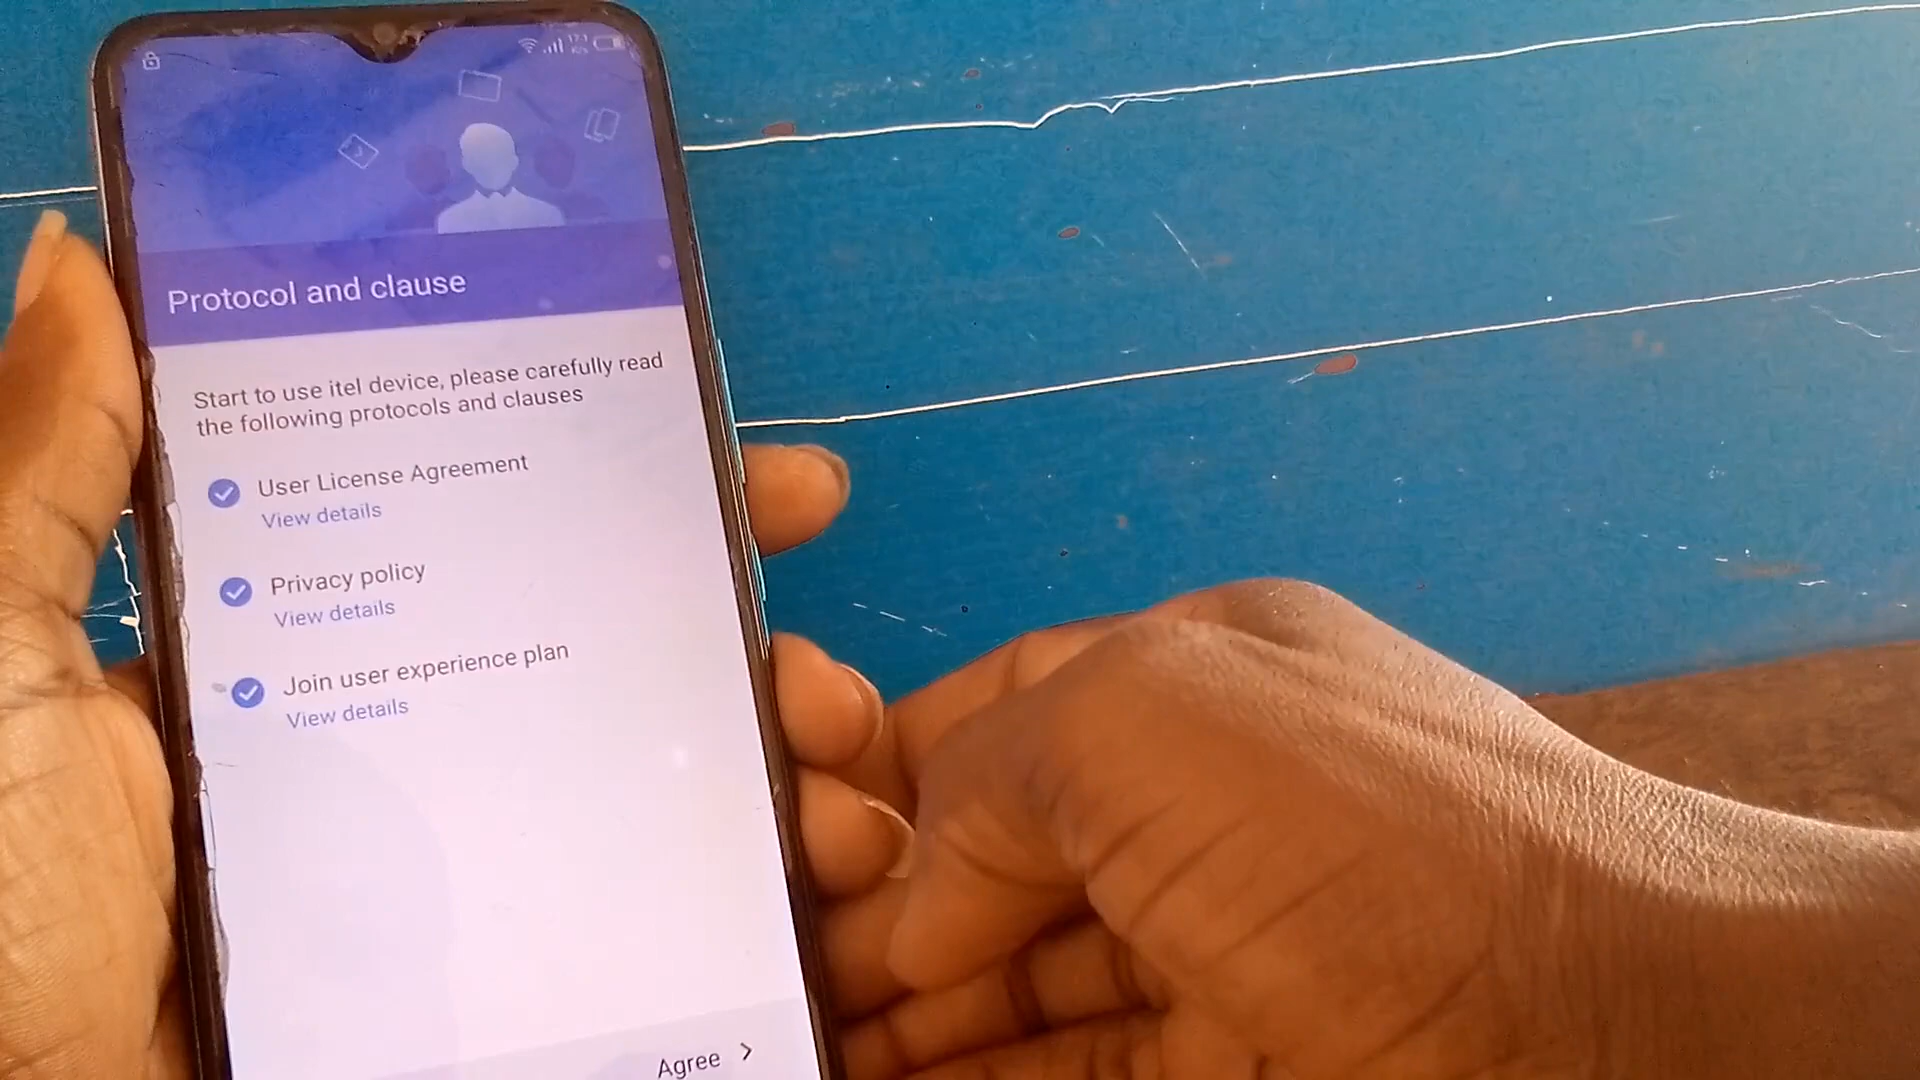 Protocol and clause
Start to use itel device, please carefully read
the following protocols and clauses
User License Agreement
View details
Privacy policy
View details
Join user experience plan
View details
Agree >